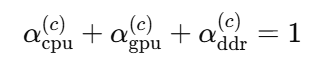 α_cpu^(c) + α_gpu^(c) + α_ddr^(c) = 1